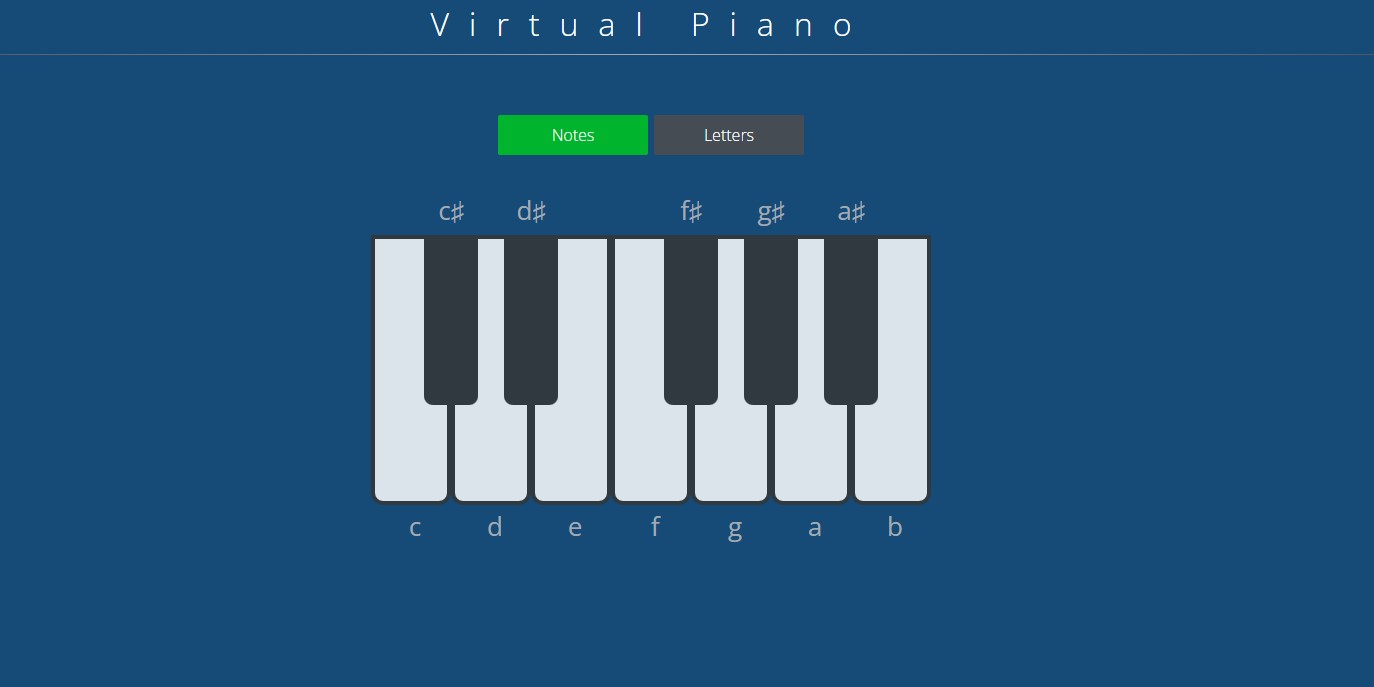 Virtual Piano
Notes Letters
c♯ d♯ f♯ g♯ a♯
c d e f g a b